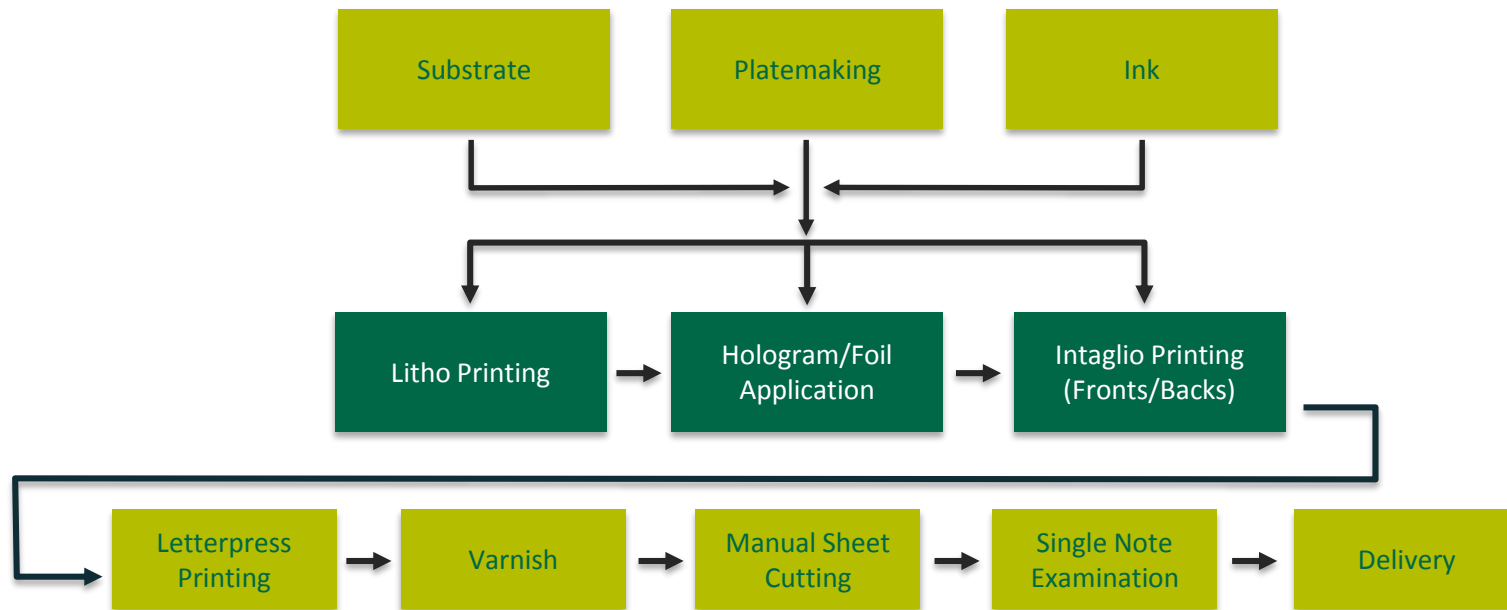 Substrate
Platemaking
Ink
Litho Printing
Hologram/Foil
Application
Intaglio Printing
(Fronts/Backs)
Letterpress
Printing
Varnish
Manual Sheet
Cutting
Single Note
Examination
Delivery